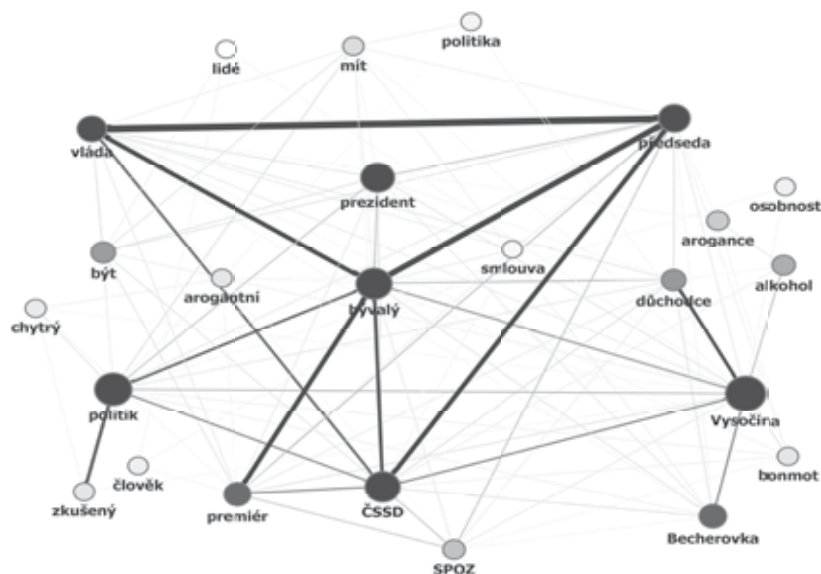 politika
lidé
mít
vláda
předseda
prezident
osobnost
arogance
být
smlouva
arogantní
důchodce
alkohol
bývalý
chytrý
politik
Vysočina
člověk
bonmot
zkušený
premiér
ČSSD
Becherovka
SPOZ